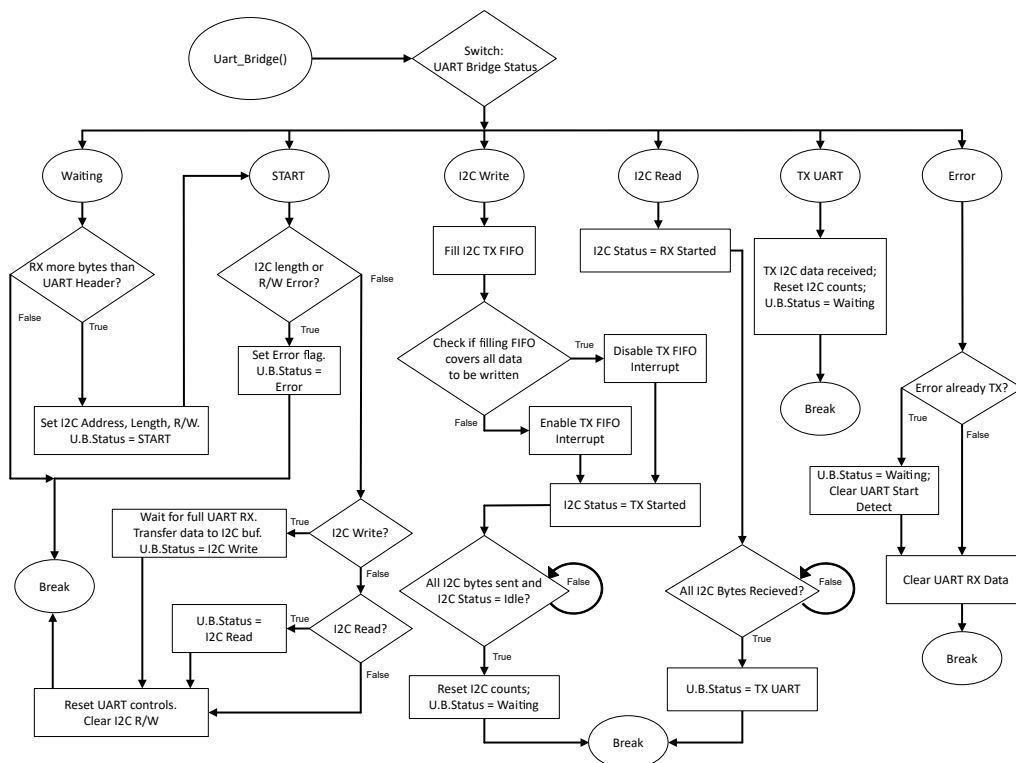 Uart_Bridge()
Switch:
UART Bridge Status
Waiting
START
I2C Write
I2C Read
TX UART
Error
RX more bytes than
UART Header?
False
True
Set I2C Address, Length, R/W.
U.B.Status = START
I2C length or
R/W Error?
False
True
Set Error flag.
U.B.Status =
Error
I2C Write?
True
False
Wait for full UART RX.
Transfer data to I2C buf.
U.B.Status = I2C Write
I2C Read?
True
False
U.B.Status =
I2C Read
Reset UART controls.
Clear I2C R/W
Break
Fill I2C TX FIFO
Check if filling FIFO
covers all data
to be written
True
False
Disable TX FIFO
Interrupt
Enable TX FIFO
Interrupt
I2C Status = TX Started
All I2C bytes sent and
I2C Status = Idle?
False
True
Reset I2C counts;
U.B.Status = Waiting
I2C Status = RX Started
All I2C Bytes Recieved?
False
True
U.B.Status = TX UART
Break
TX I2C data received;
Reset I2C counts;
U.B.Status = Waiting
Break
Error already TX?
True
False
U.B.Status = Waiting;
Clear UART Start
Detect
Clear UART RX Data
Break